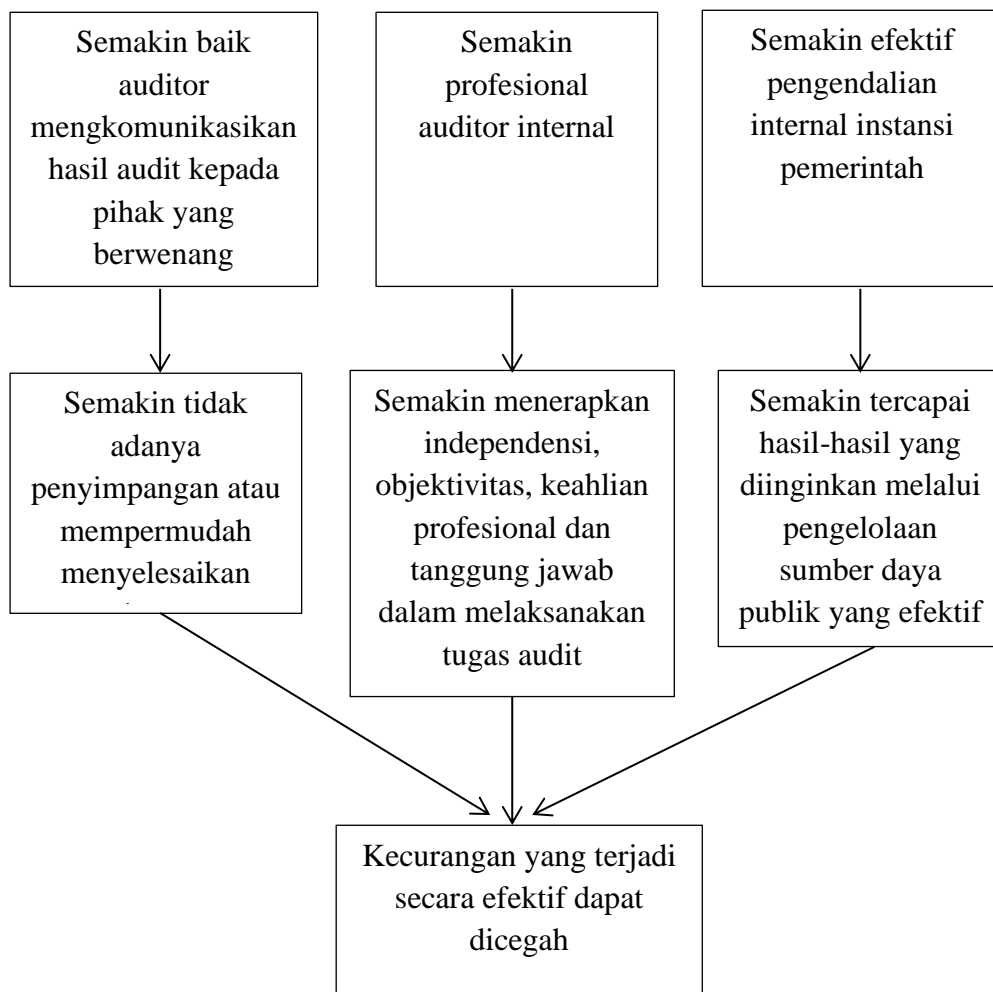 Semakin baik
auditor
mengkomunikasikan
hasil audit kepada
pihak yang
berwenang
Semakin
profesional
auditor internal
Semakin efektif
pengendalian
internal instansi
pemerintah
Semakin tidak
adanya
penyimpangan atau
mempermudah
menyelesaikan
Semakin menerapkan
independensi,
objektivitas, keahlian
profesional dan
tanggung jawab
dalam melaksanakan
tugas audit
Semakin tercapai
hasil-hasil yang
diinginkan melalui
pengelolaan
sumber daya
publik yang efektif
Kecurangan yang terjadi
secara efektif dapat
dicegah